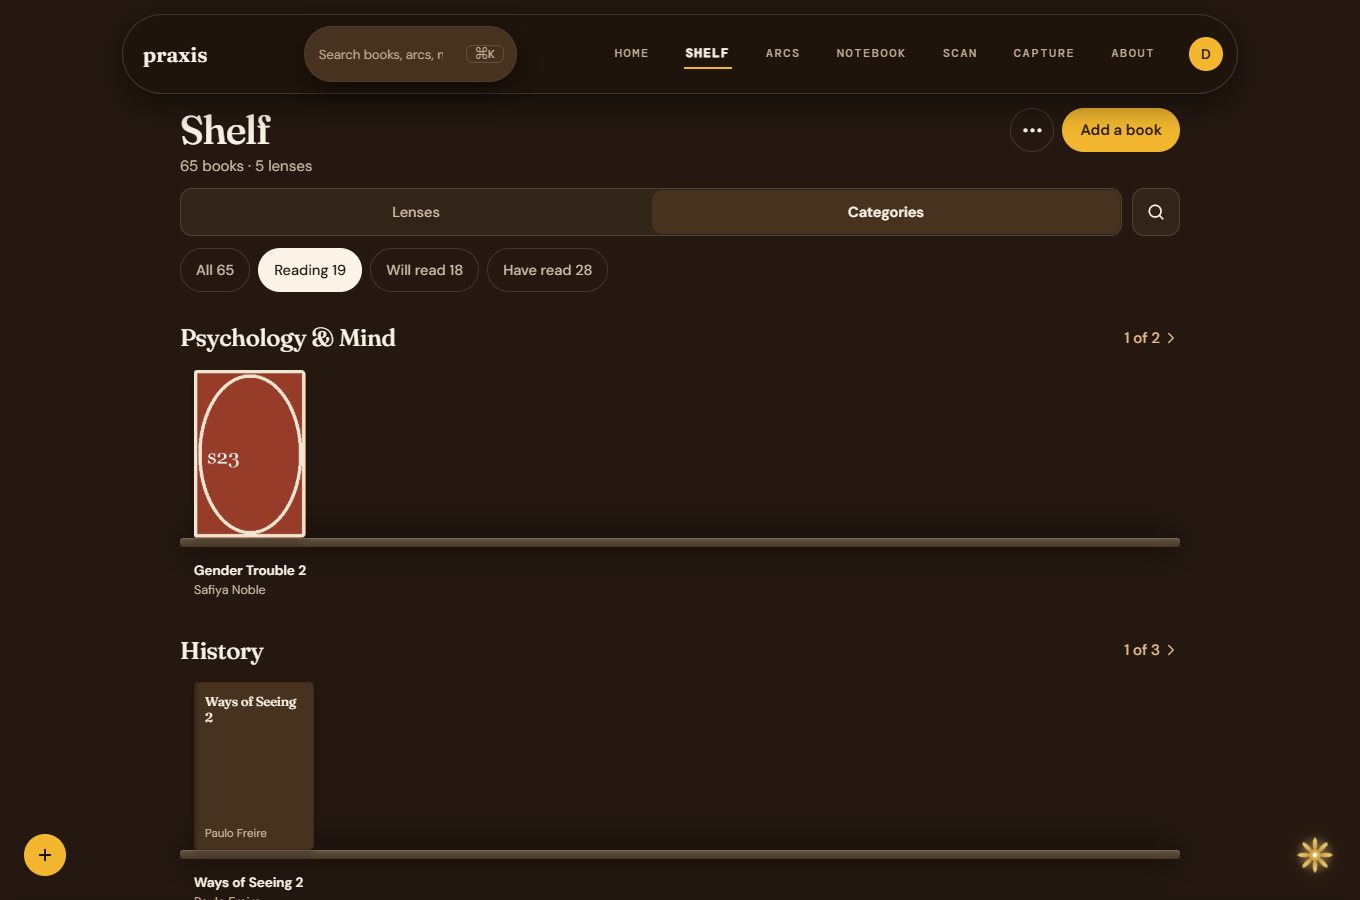 praxis
Search books, arcs, n
⌘K
HOME
SHELF
ARCS
NOTEBOOK
SCAN
CAPTURE
ABOUT
D
Shelf
Add a book
65 books · 5 lenses
Lenses
Categories
All 65
Reading 19
Will read 18
Have read 28
Psychology & Mind
1 of 2
s23
Gender Trouble 2
Safiya Noble
History
1 of 3
Ways of Seeing
2
Paulo Freire
Ways of Seeing 2